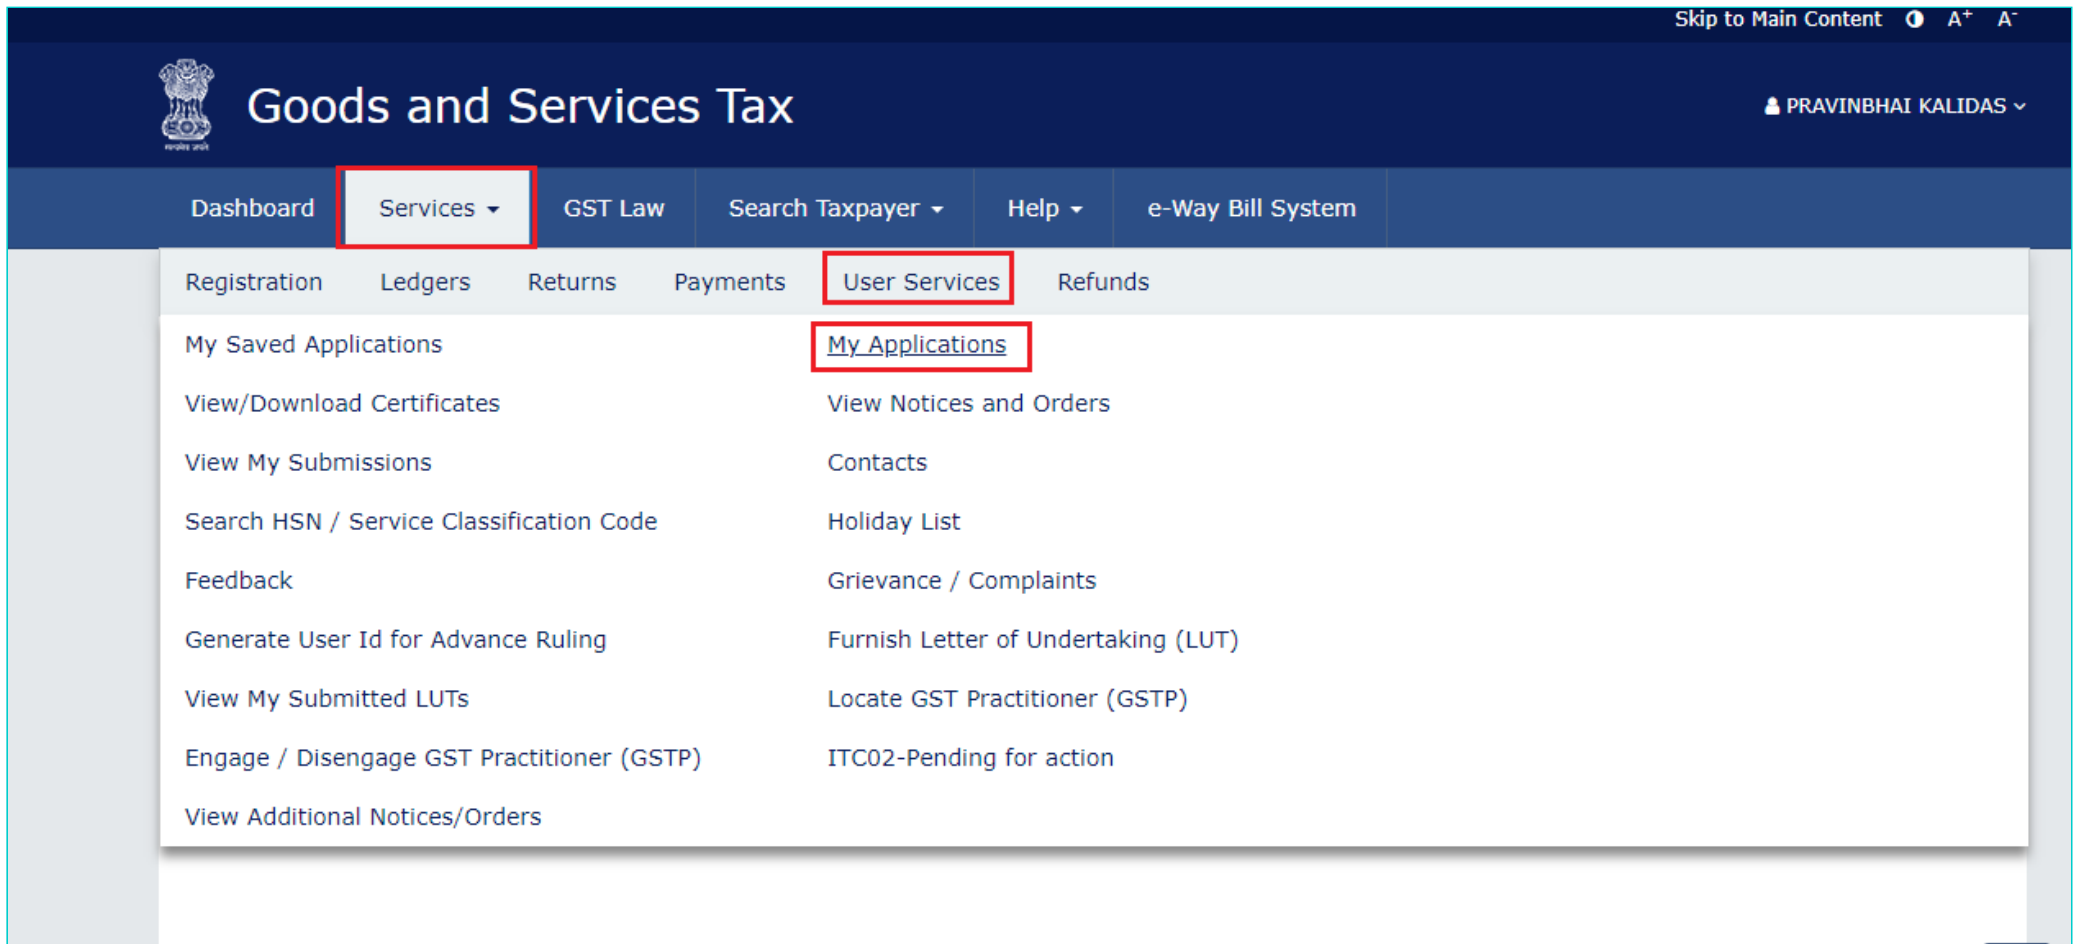 Skip to Main Content A+ A-
Goods and Services Tax
PRAVINBHAI KALIDAS
Dashboard Services GST Law Search Taxpayer Help e-Way Bill System
Registration Ledgers Returns Payments User Services Refunds
My Saved Applications My Applications
View/Download Certificates View Notices and Orders
View My Submissions Contacts
Search HSN / Service Classification Code Holiday List
Feedback Grievance / Complaints
Generate User Id for Advance Ruling Furnish Letter of Undertaking (LUT)
View My Submitted LUTs Locate GST Practitioner (GSTP)
Engage / Disengage GST Practitioner (GSTP) ITC02-Pending for action
View Additional Notices/Orders